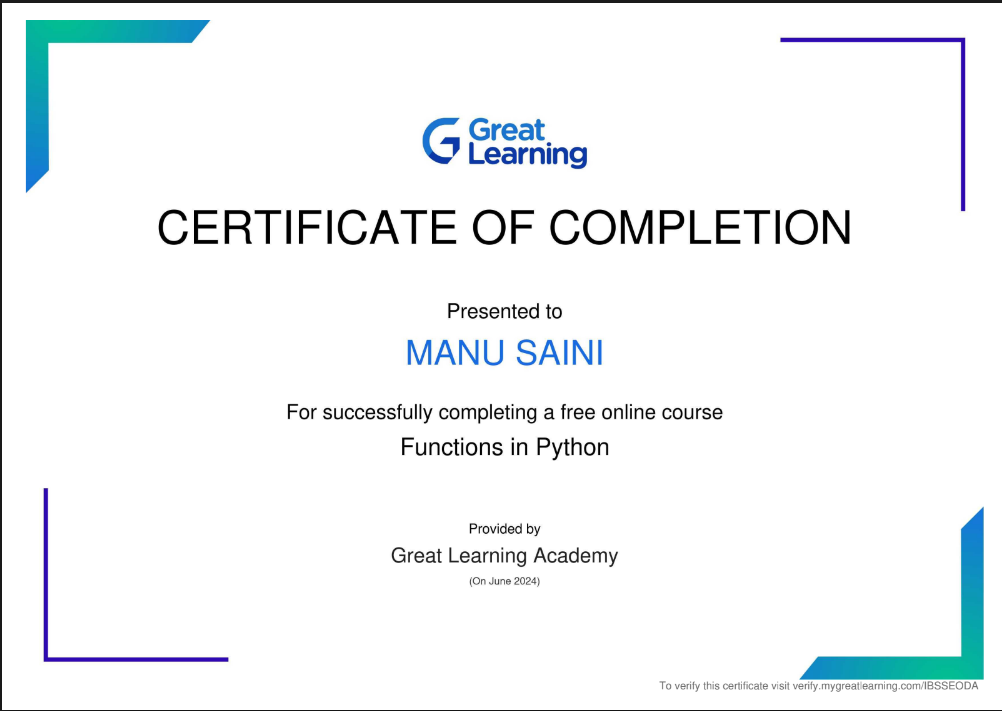 Great
Learning
CERTIFICATE OF COMPLETION
Presented to
MANU SAINI
For successfully completing a free online course
Functions in Python
Provided by
Great Learning Academy
(On June 2024)
To verify this certificate visit verify.mygreatlearning.com/IBSSEODA